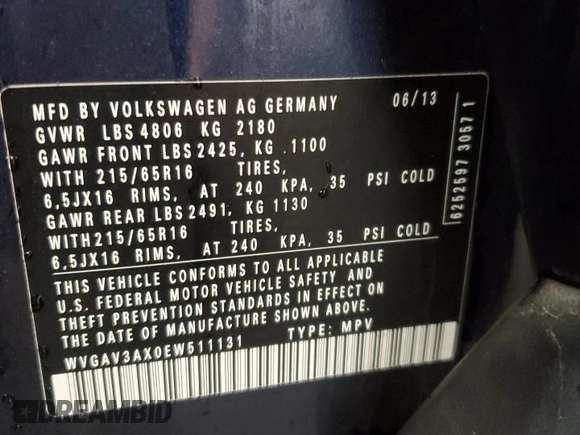 MFD BY VOLKSWAGEN AG GERMANY 06/13
GVWR LBS 4806 KG 2180
GAWR FRONT LBS 2425, KG .1100
WITH 215/65R16 TIRES,
6,5JX16 RIMS, AT 240 KPA, 35 PSI COLD
GAWR REAR LBS 2491, KG 1130
WITH 215/65R16 TIRES,
6,5JX16 RIMS, AT 240 KPA, 35 PSI COLD
THIS VEHICLE CONFORMS TO ALL APPLICABLE
U.S. FEDERAL MOTOR VEHICLE SAFETY AND
THEFT PREVENTION STANDARDS IN EFFECT ON
THE DATE OF MANUFACTURE SHOWN ABOVE.
WVGAV3AX0EW511131 TYPE: MPV
6252597 3057 1
DREAMBID